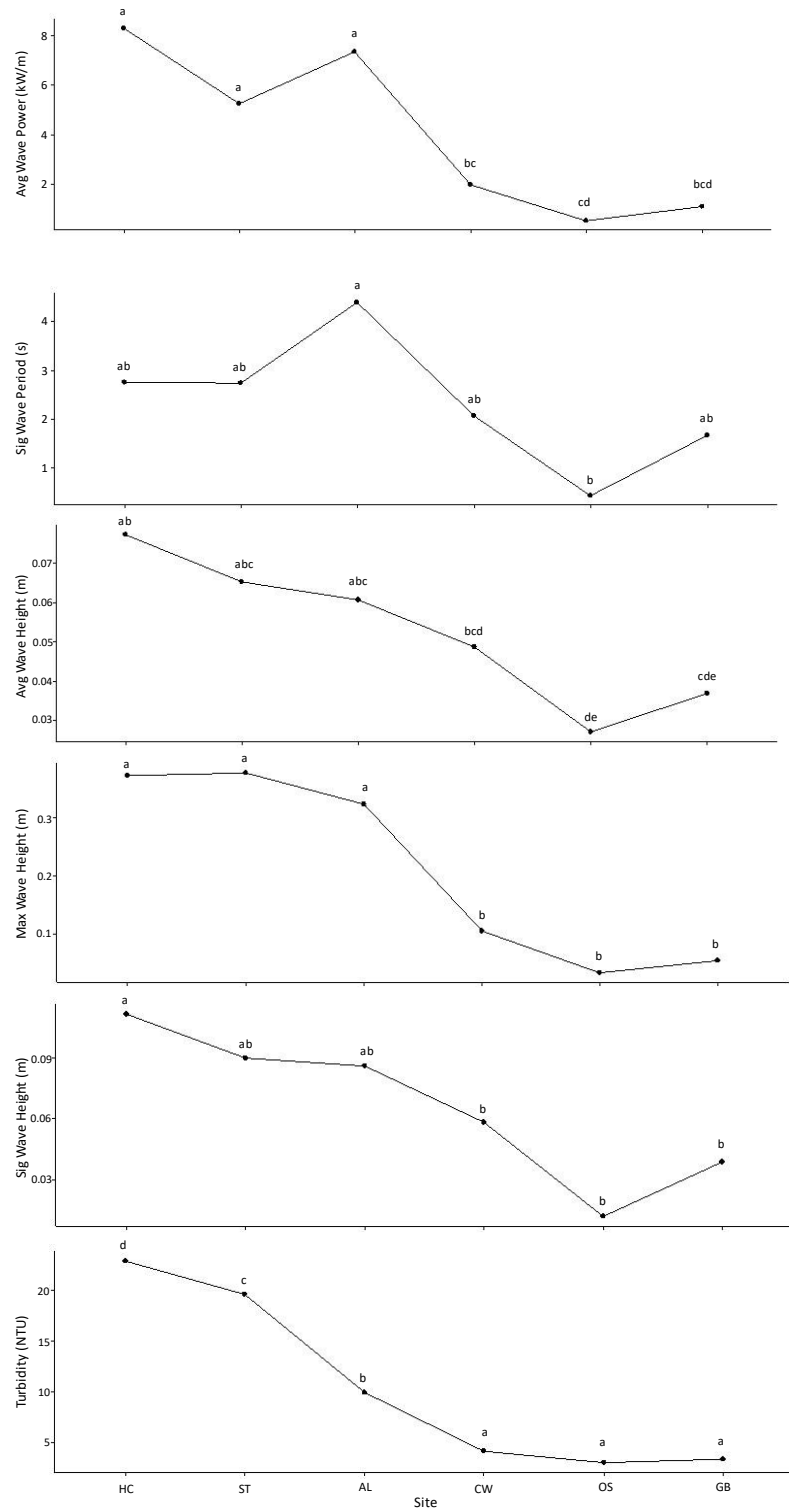 Avg Wave Power (kW/m)
8
6
4
2
a
a
a
bc
cd
bcd
Sig Wave Period (s)
4
3
2
1
ab
ab
a
ab
b
ab
Avg Wave Height (m)
0.07
0.06
0.05
0.04
0.03
ab
abc
abc
bcd
de
cde
Max Wave Height (m)
0.3
0.2
0.1
a
a
a
b
b
b
Sig Wave Height (m)
0.09
0.06
0.03
a
ab
ab
b
b
b
Turbidity (NTU)
20
15
10
5
d
c
b
a
a
a
HC ST AL CW OS GB
Site